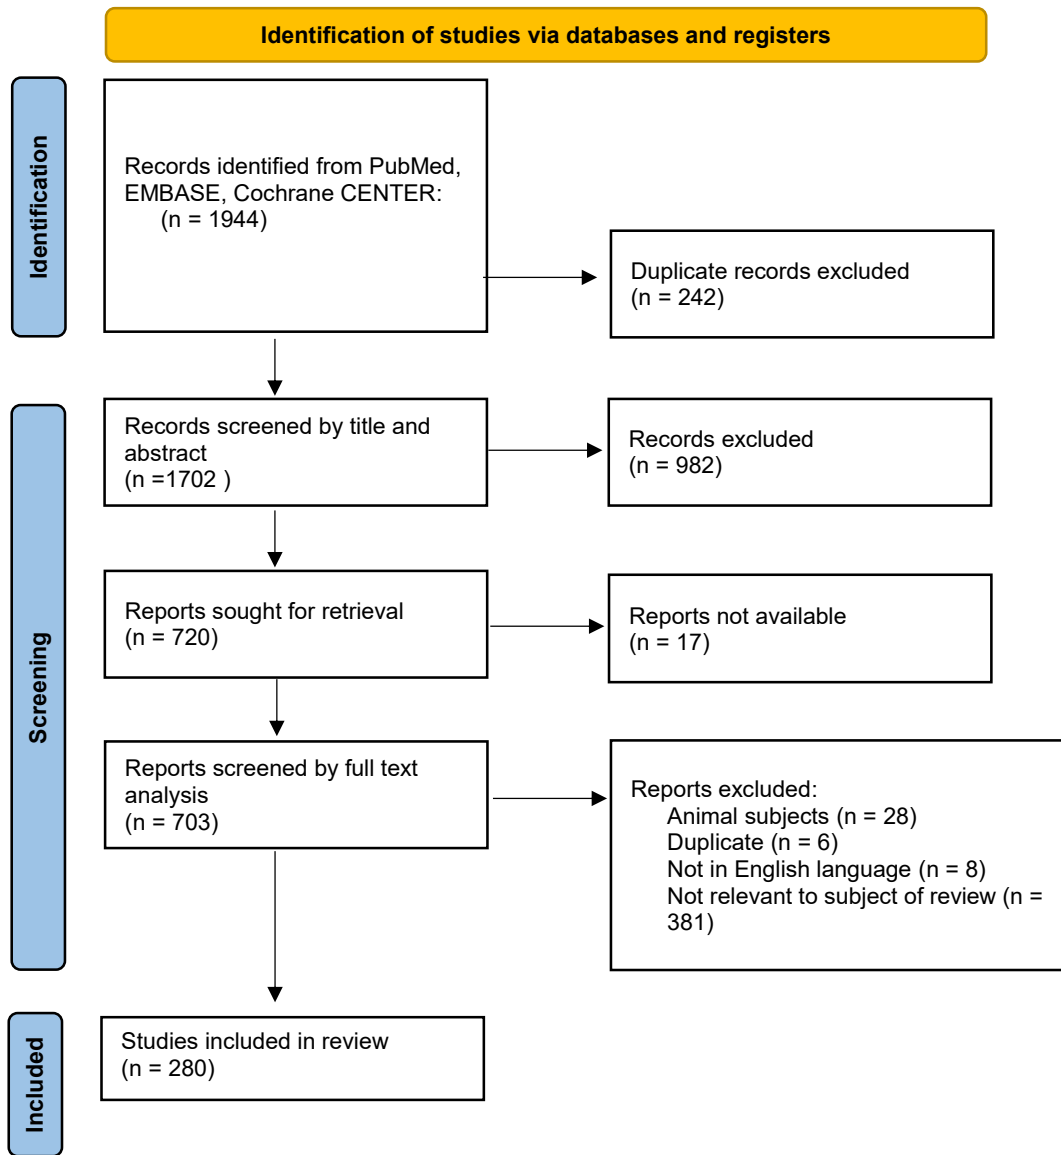 Identification of studies via databases and registers
Identification
Records identified from PubMed,
EMBASE, Cochrane CENTER:
(n = 1944)
Duplicate records excluded
(n = 242)
Screening
Records screened by title and
abstract
(n =1702 )
Records excluded
(n = 982)
Reports sought for retrieval
(n = 720)
Reports not available
(n = 17)
Reports screened by full text
analysis
(n = 703)
Reports excluded:
Animal subjects (n = 28)
Duplicate (n = 6)
Not in English language (n = 8)
Not relevant to subject of review (n =
381)
Included
Studies included in review
(n = 280)